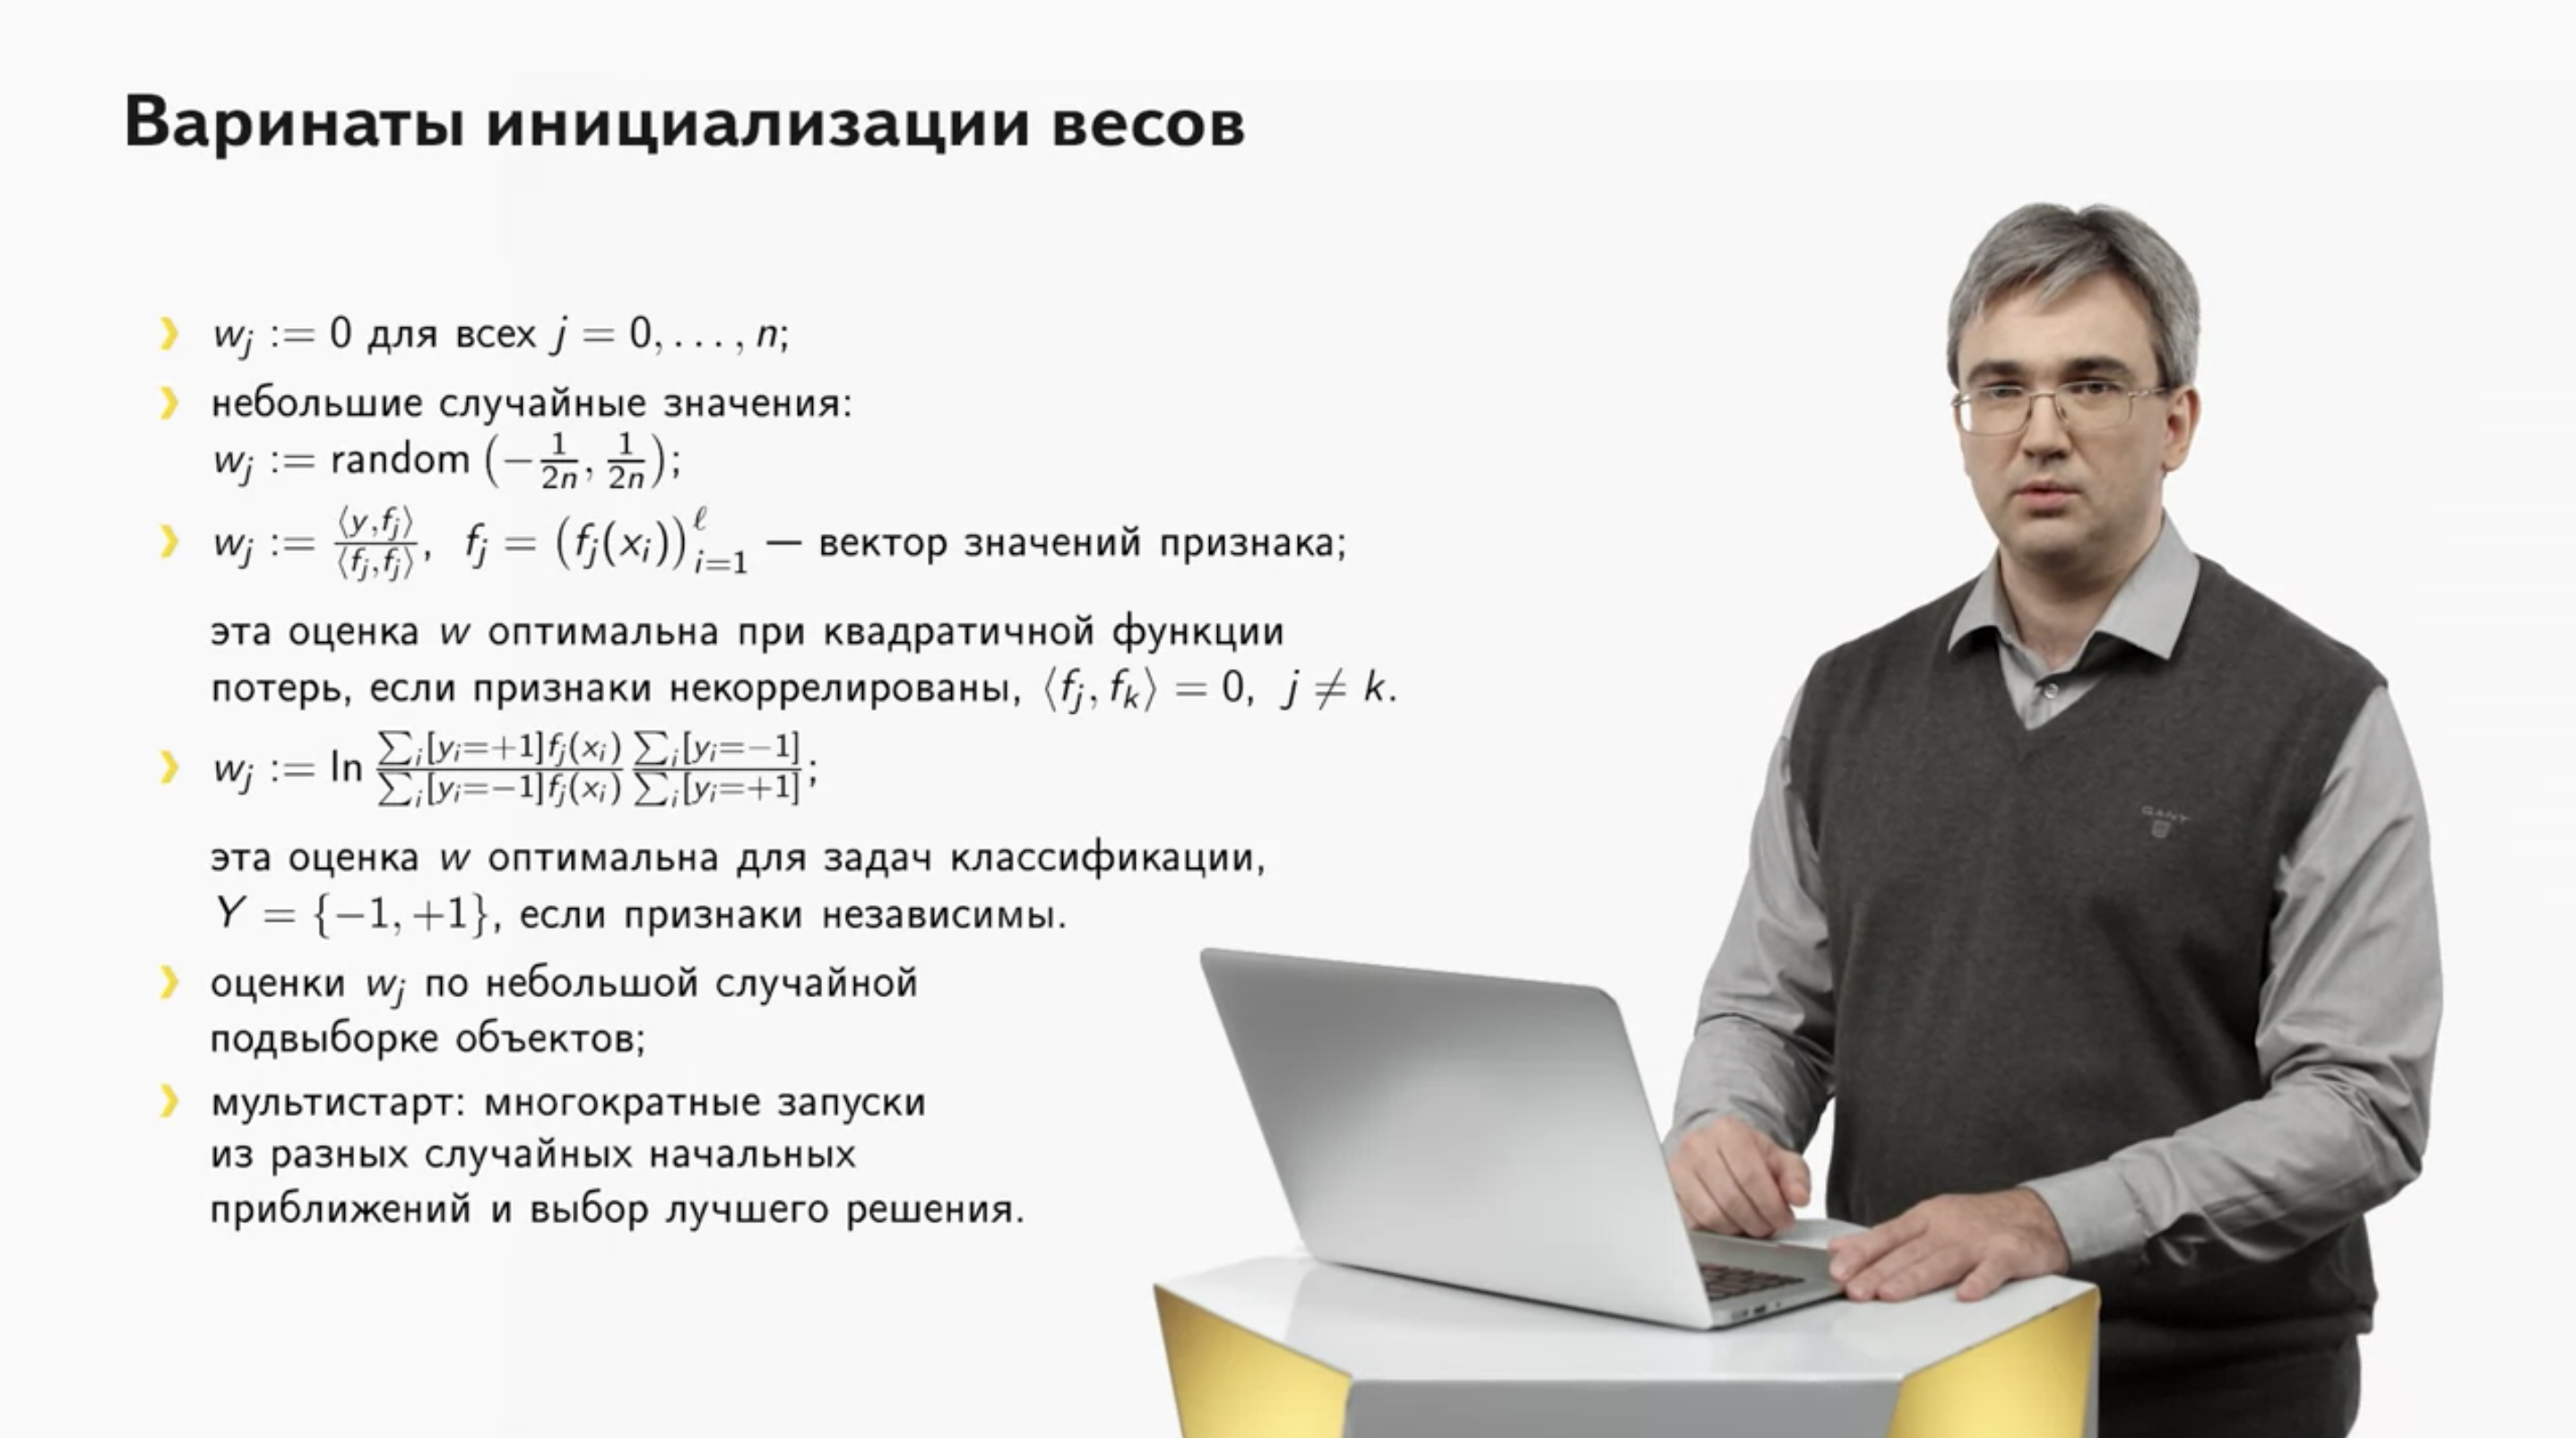 Варинаты инициализации весов
w_j := 0 для всех j = 0, . . . , n;
небольшие случайные значения:
w_j := random (−1/2n, 1/2n);
w_j := ⟨y,f_j⟩/⟨f_j,f_j⟩, f_j = (f_j(x_i))_{i=1}^ℓ — вектор значений признака;
эта оценка w оптимальна при квадратичной функции
потерь, если признаки некоррелированы, ⟨f_j, f_k⟩ = 0, j ≠ k.
w_j := ln ∑_i[y_i=+1]f_j(x_i)/∑_i[y_i=−1]f_j(x_i) ∑_i[y_i=−1]/∑_i[y_i=+1];
эта оценка w оптимальна для задач классификации,
Y = {−1, +1}, если признаки независимы.
оценки w_j по небольшой случайной
подвыборке объектов;
мультистарт: многократные запуски
из разных случайных начальных
приближений и выбор лучшего решения.
GANT